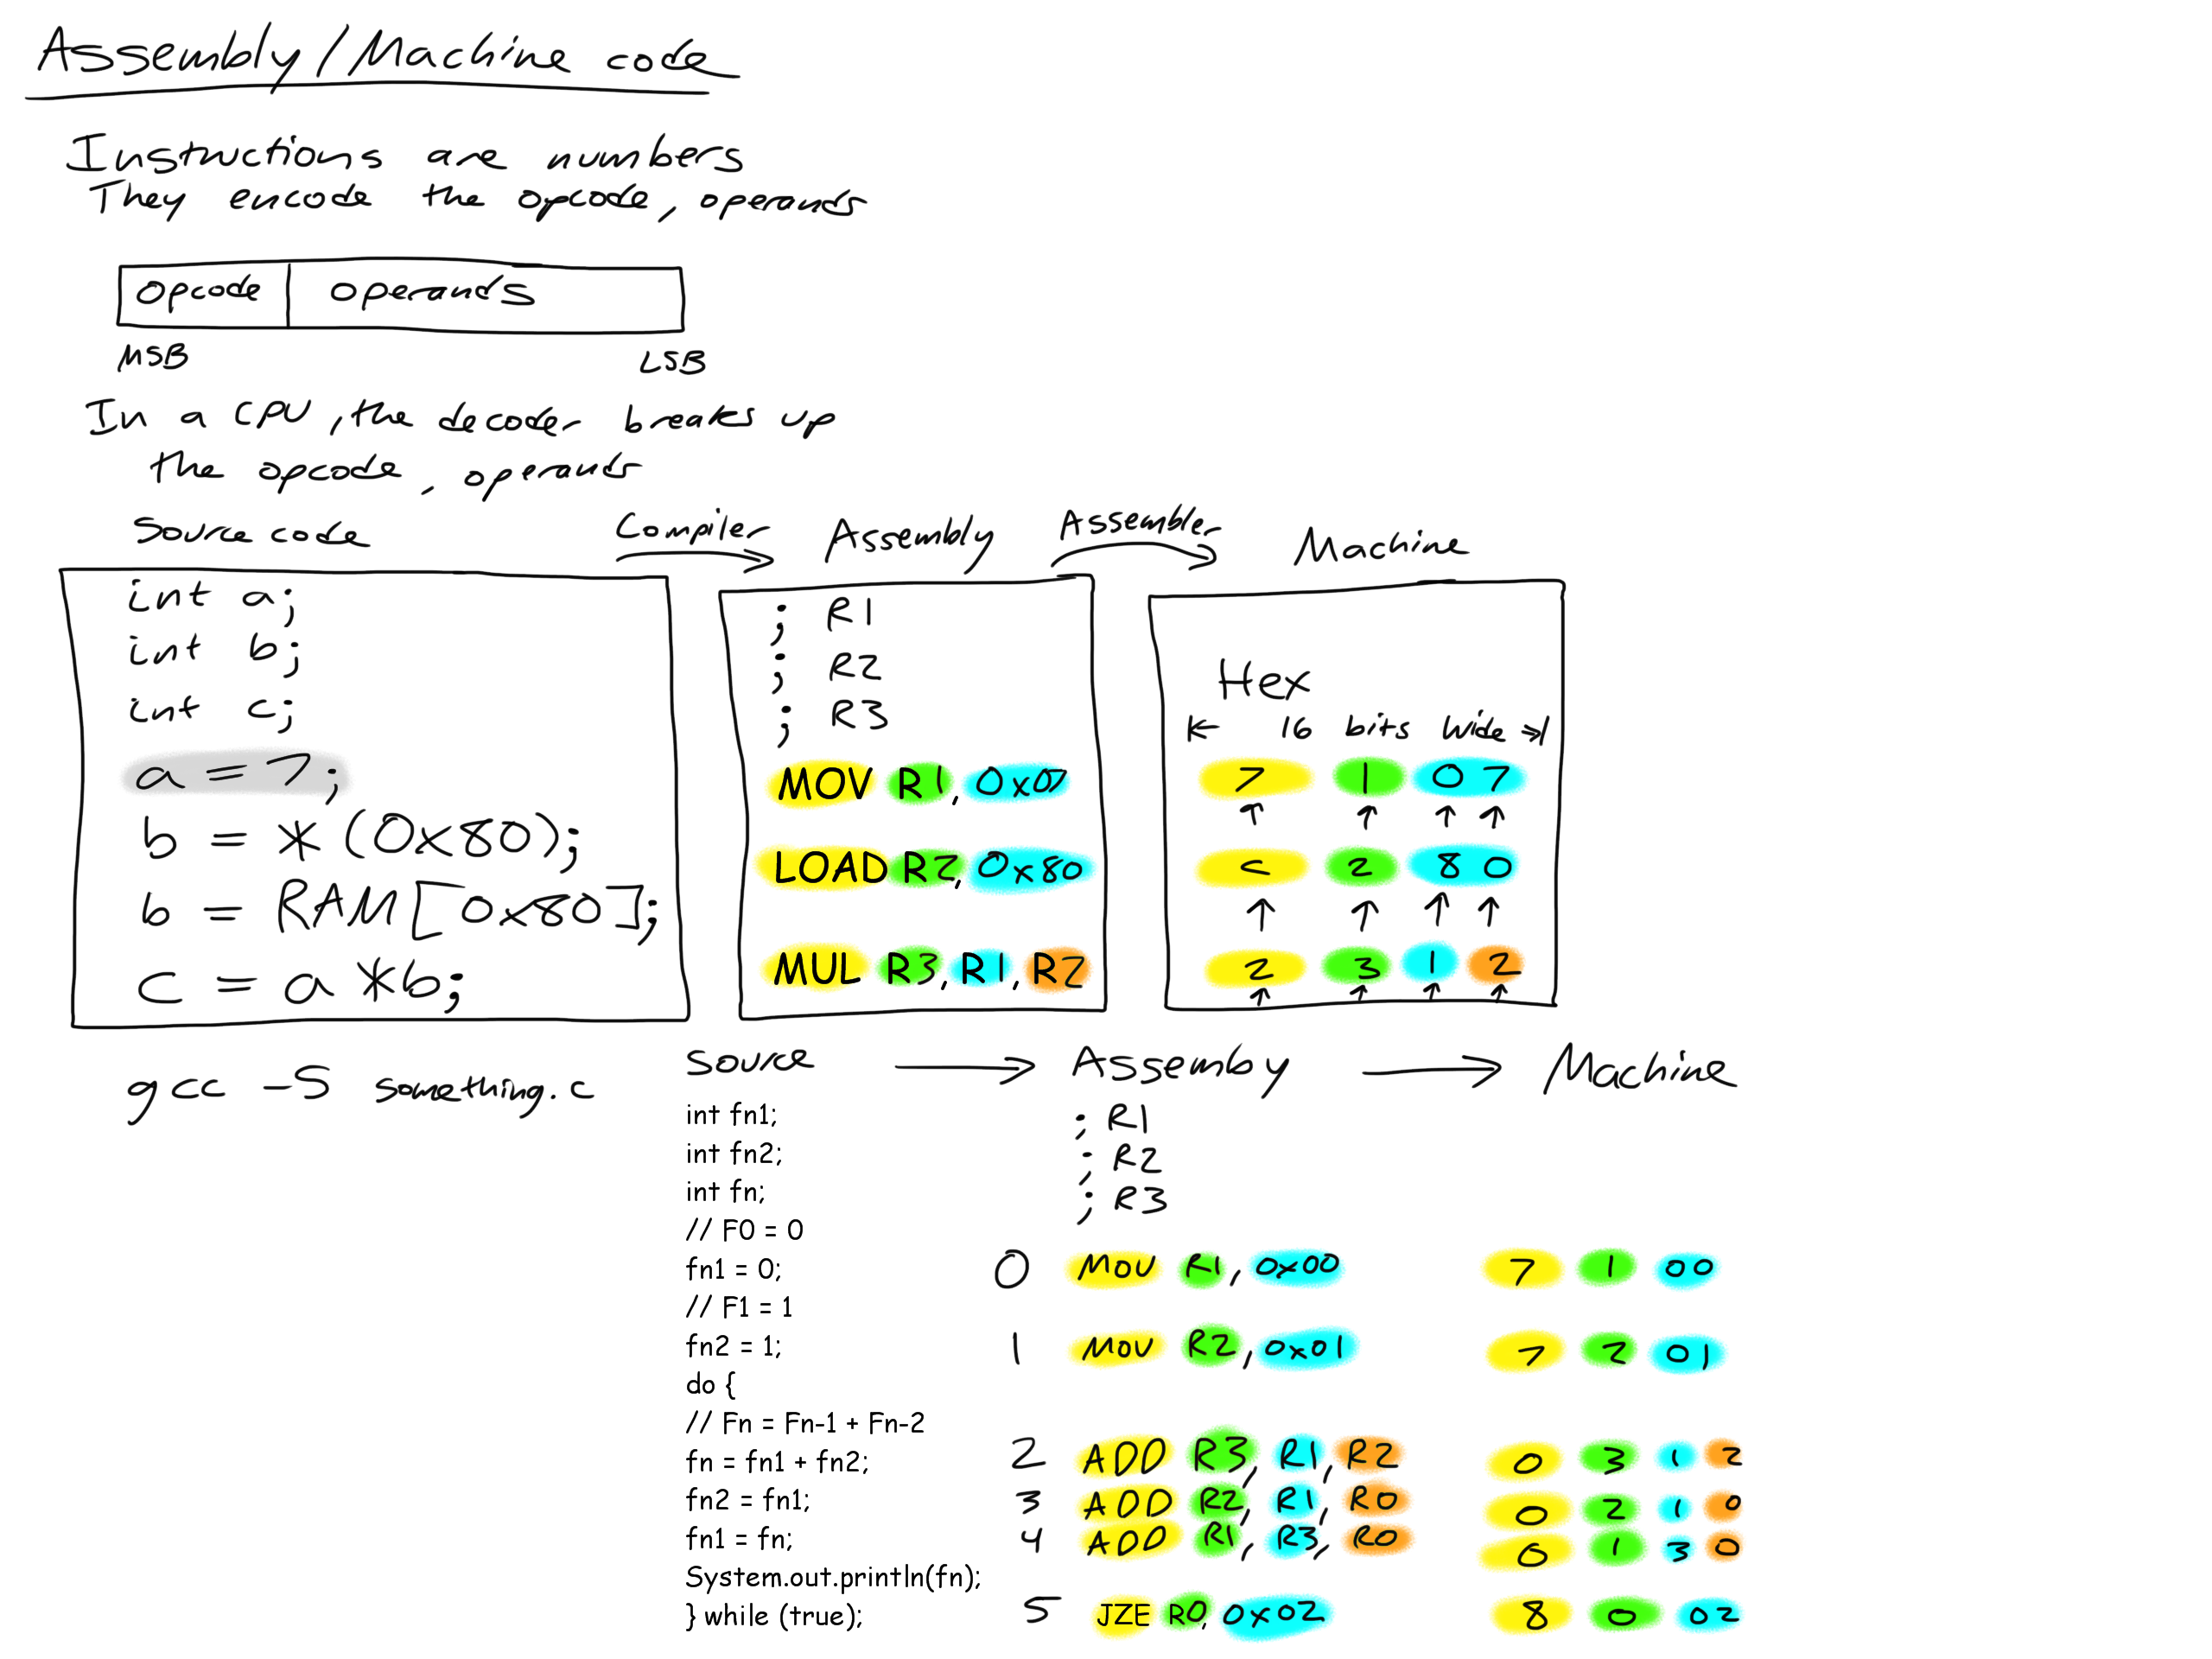 Assembly/Machine code
Instructions are numbers
They encode the opcode, operands
opcode operands
MSB LSB
In a CPU, the decoder breaks up
the opcode, operands
Source code
int a;
int b;
int c;
a = 7;
b = *(0x80);
b = RAM[0x80];
c = a *b;
gcc -S something.c
Compiler
Assembly
; R1
; R2
; R3
MOV R1, 0x07
LOAD R2, 0x80
MUL R3, R1, R2
Assembler
Machine
Hex
16 bits wide
7 1 0 7
C 2 8 0
2 3 1 2
Source
int fn1;
int fn2;
int fn;
// F0 = 0
fn1 = 0;
// F1 = 1
fn2 = 1;
do {
// Fn = Fn-1 + Fn-2
fn = fn1 + fn2;
fn2 = fn1;
fn1 = fn;
System.out.println(fn);
} while (true);
Assemby
; R1
; R2
; R3
0 MOV R1, 0x00
1 MOV R2, 0x01
2 ADD R3, R1, R2
3 ADD R2, R1, R0
4 ADD R1, R3, R0
5 JZE R0, 0x02
Machine
7 1 00
7 2 01
0 3 1 2
0 2 1 0
0 1 3 0
8 0 02